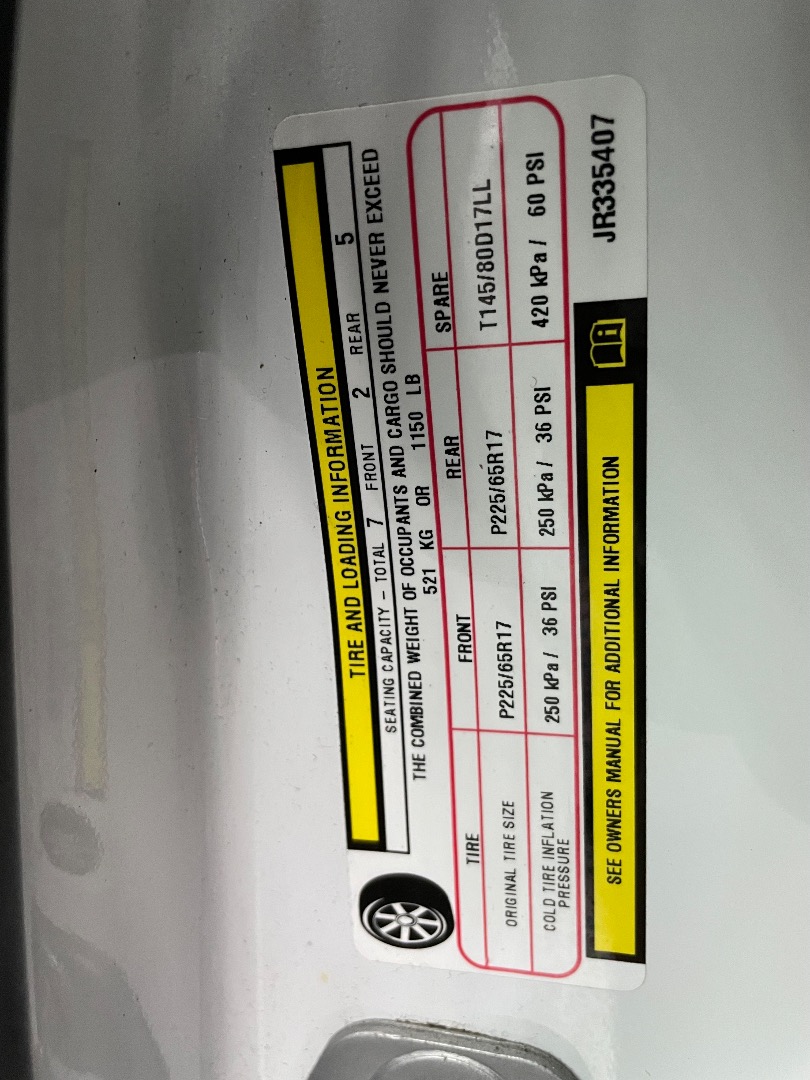 TIRE AND LOADING INFORMATION
SEATING CAPACITY – TOTAL 7 FRONT 2 REAR 5
THE COMBINED WEIGHT OF OCCUPANTS AND CARGO SHOULD NEVER EXCEED
521 KG OR 1150 LB
TIRE FRONT REAR SPARE
ORIGINAL TIRE SIZE P225/65R17 P225/65R17 T145/80D17LL
COLD TIRE INFLATION
PRESSURE 250 kPa / 36 PSI 250 kPa / 36 PSI 420 kPa / 60 PSI
SEE OWNERS MANUAL FOR ADDITIONAL INFORMATION
JR335407